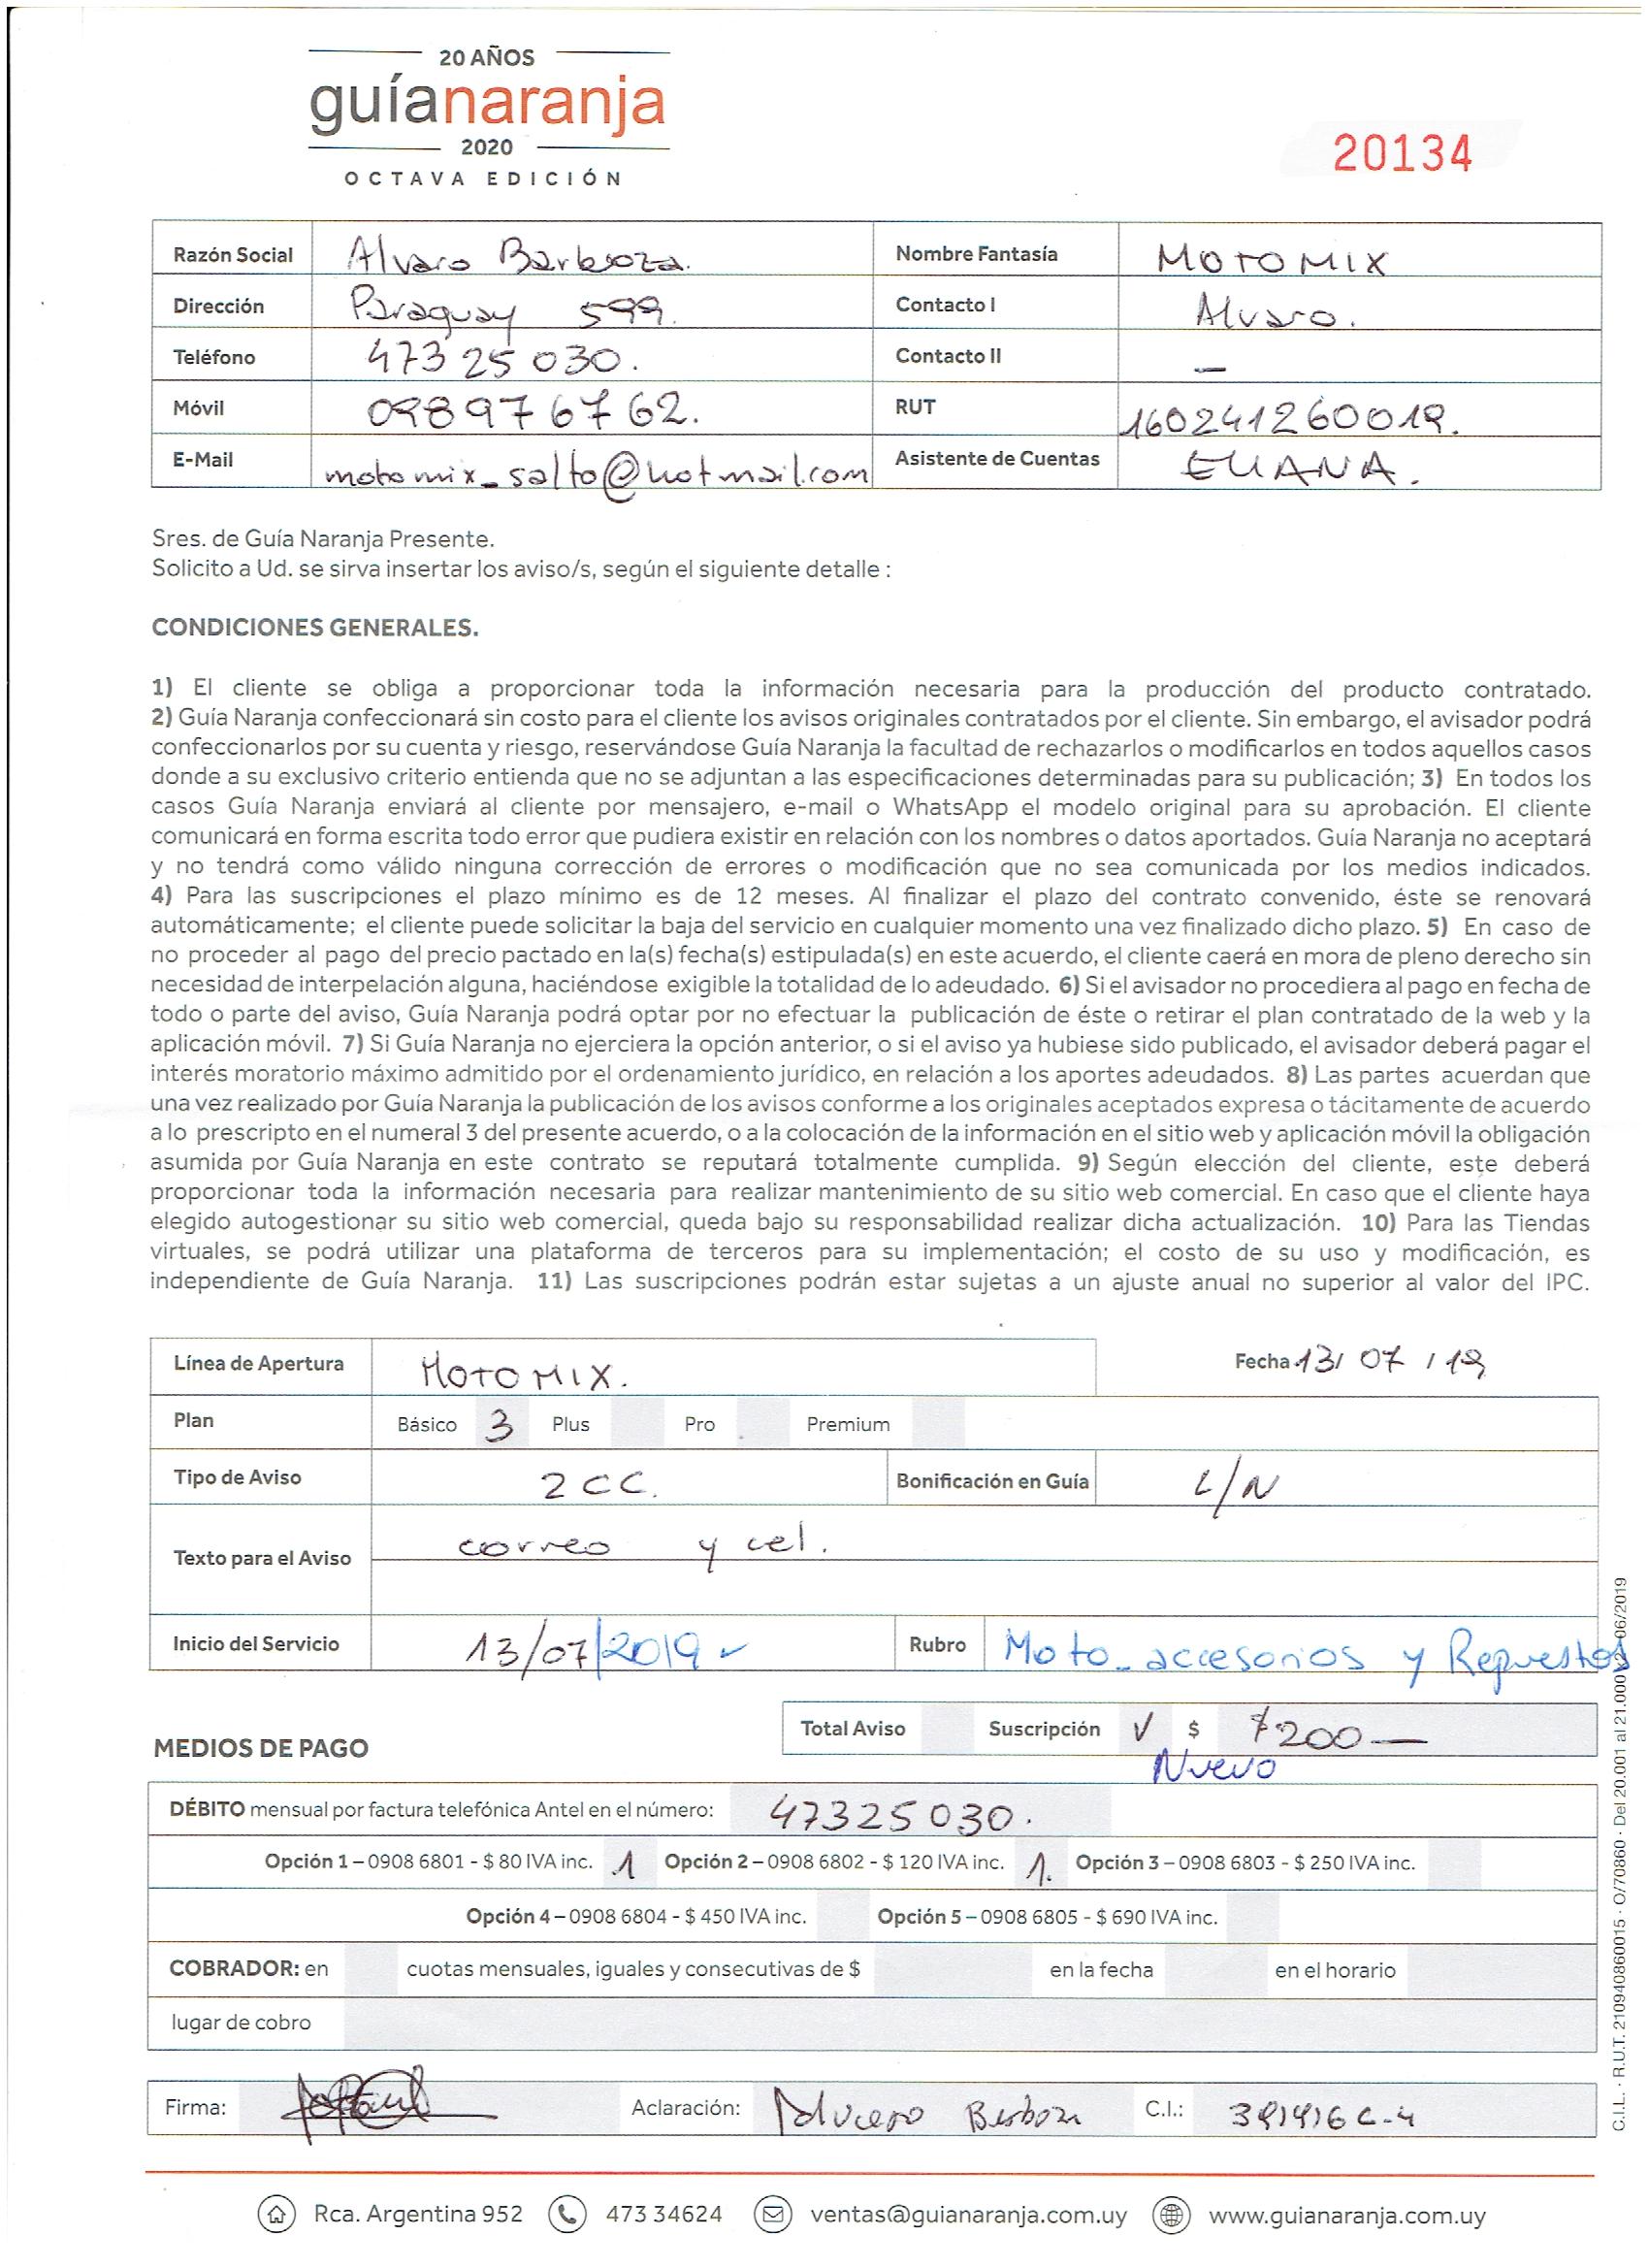 20 AÑOS
guíanaranja
2020
OCTAVA EDICIÓN
20134
Razón Social Alvaro Barboza. Nombre Fantasía MOTOMIX
Dirección Paraguay 599. Contacto I Alvaro.
Teléfono 473 25 030. Contacto II —
Móvil 098976762. RUT 160241260019.
E-Mail motomix_salto@hotmail.com Asistente de Cuentas ELIANA.
Sres. de Guía Naranja Presente.
Solicito a Ud. se sirva insertar los aviso/s, según el siguiente detalle :
CONDICIONES GENERALES.
1) El cliente se obliga a proporcionar toda la información necesaria para la producción del producto contratado.
2) Guía Naranja confeccionará sin costo para el cliente los avisos originales contratados por el cliente. Sin embargo, el avisador podrá
confeccionarlos por su cuenta y riesgo, reservándose Guía Naranja la facultad de rechazarlos o modificarlos en todos aquellos casos
donde a su exclusivo criterio entienda que no se adjuntan a las especificaciones determinadas para su publicación; 3) En todos los
casos Guía Naranja enviará al cliente por mensajero, e-mail o WhatsApp el modelo original para su aprobación. El cliente
comunicará en forma escrita todo error que pudiera existir en relación con los nombres o datos aportados. Guía Naranja no aceptará
y no tendrá como válido ninguna corrección de errores o modificación que no sea comunicada por los medios indicados.
4) Para las suscripciones el plazo mínimo es de 12 meses. Al finalizar el plazo del contrato convenido, éste se renovará
automáticamente; el cliente puede solicitar la baja del servicio en cualquier momento una vez finalizado dicho plazo. 5) En caso de
no proceder al pago del precio pactado en la(s) fecha(s) estipulada(s) en este acuerdo, el cliente caerá en mora de pleno derecho sin
necesidad de interpelación alguna, haciéndose exigible la totalidad de lo adeudado. 6) Si el avisador no procediera al pago en fecha de
todo o parte del aviso, Guía Naranja podrá optar por no efectuar la publicación de éste o retirar el plan contratado de la web y la
aplicación móvil. 7) Si Guía Naranja no ejerciera la opción anterior, o si el aviso ya hubiese sido publicado, el avisador deberá pagar el
interés moratorio máximo admitido por el ordenamiento jurídico, en relación a los aportes adeudados. 8) Las partes acuerdan que
una vez realizado por Guía Naranja la publicación de los avisos conforme a los originales aceptados expresa o tácitamente de acuerdo
a lo prescripto en el numeral 3 del presente acuerdo, o a la colocación de la información en el sitio web y aplicación móvil la obligación
asumida por Guía Naranja en este contrato se reputará totalmente cumplida. 9) Según elección del cliente, este deberá
proporcionar toda la información necesaria para realizar mantenimiento de su sitio web comercial. En caso que el cliente haya
elegido autogestionar su sitio web comercial, queda bajo su responsabilidad realizar dicha actualización. 10) Para las Tiendas
virtuales, se podrá utilizar una plataforma de terceros para su implementación; el costo de su uso y modificación, es
independiente de Guía Naranja. 11) Las suscripciones podrán estar sujetas a un ajuste anual no superior al valor del IPC.
Línea de Apertura MOTOMIX. Fecha 13/ 07 / 19
Plan Básico 3 Plus Pro Premium
Tipo de Aviso 2 CC. Bonificación en Guía L/N
Texto para el Aviso correo y cel.
Inicio del Servicio 13/07/2019 Rubro Moto_accesorios y Repuestos
Total Aviso Suscripción V $ $200—
Nuevo
MEDIOS DE PAGO
DÉBITO mensual por factura telefónica Antel en el número: 47325030.
Opción 1 – 0908 6801 - $ 80 IVA inc. 1 Opción 2 – 0908 6802 - $ 120 IVA inc. 1. Opción 3 – 0908 6803 - $ 250 IVA inc.
Opción 4 – 0908 6804 - $ 450 IVA inc. Opción 5 – 0908 6805 - $ 690 IVA inc.
COBRADOR: en cuotas mensuales, iguales y consecutivas de $ en la fecha en el horario
lugar de cobro
Firma: Aclaración: Alvaro Barboza C.I.:
Rca. Argentina 952 473 34624 ventas@guianaranja.com.uy www.guianaranja.com.uy
C.I.L. · R.U.T. 210940860015 · O/70860 · Del 20.001 al 21.000 x2 06/2019